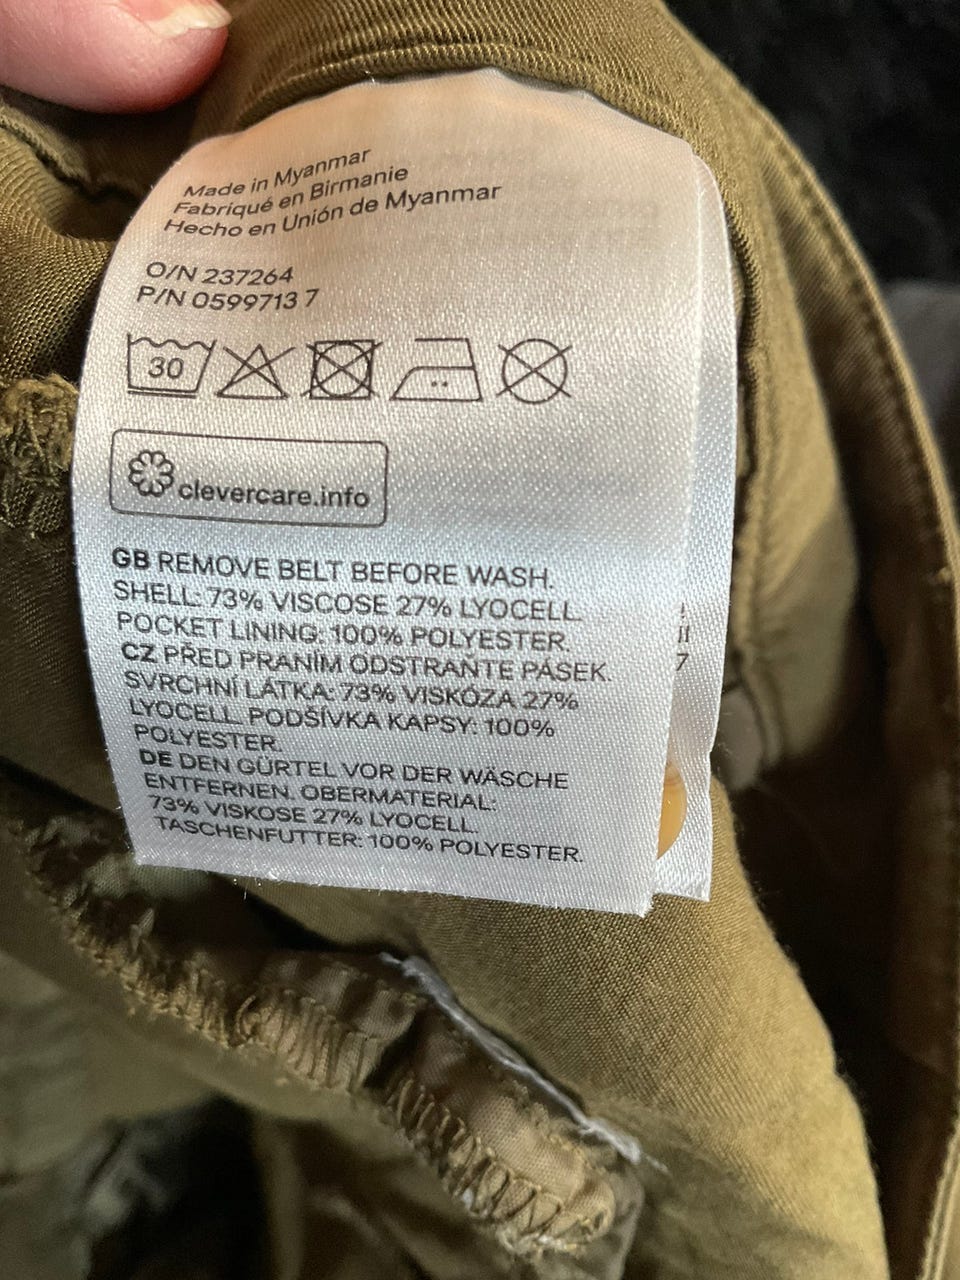 Made in Myanmar
Fabriqué en Birmanie
Hecho en Unión de Myanmar
O/N 237264
P/N 0599713 7
30
clevercare.info
GB REMOVE BELT BEFORE WASH.
SHELL: 73% VISCOSE 27% LYOCELL.
POCKET LINING: 100% POLYESTER.
CZ PŘED PRANÍM ODSTRAŇTE PÁSEK.
SVRCHNÍ LÁTKA: 73% VISKÓZA 27%
LYOCELL. PODŠÍVKA KAPSY: 100%
POLYESTER.
DE DEN GÜRTEL VOR DER WÄSCHE
ENTFERNEN. OBERMATERIAL:
73% VISKOSE 27% LYOCELL.
TASCHENFUTTER: 100% POLYESTER.